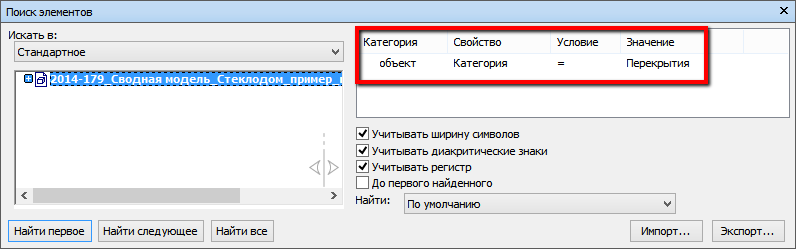 Поиск элементов
Искать в:
Стандартное
2014-179_Сводная модель_Стеклодом_пример_
Категория Свойство Условие Значение
объект Категория = Перекрытия
Учитывать ширину символов
Учитывать диакритические знаки
Учитывать регистр
До первого найденного
Найти: По умолчанию
Найти первое Найти следующее Найти все Импорт... Экспорт...